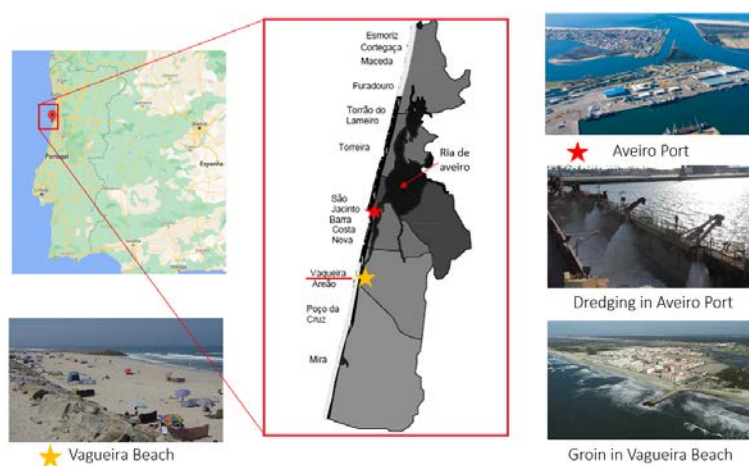 Portugal
Espanha
Vagueira Beach
Esmoriz
Cortegaça
Maceda
Furadouro
Torrão do
Lameiro
Torreira
Ria de
aveiro
São
Jacinto
Barra
Costa
Nova
Vagueira
Areão
Poço da
Cruz
Mira
Aveiro Port
Dredging in Aveiro Port
Groin in Vagueira Beach